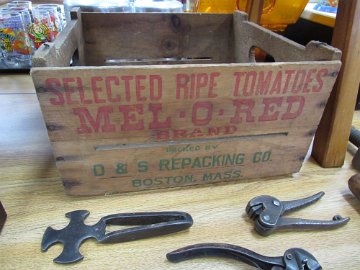 SELECTED RIPE TOMATOES
MEL-O-RED
BRAND
PACKED BY
D & S REPACKING CO.
BOSTON, MASS.